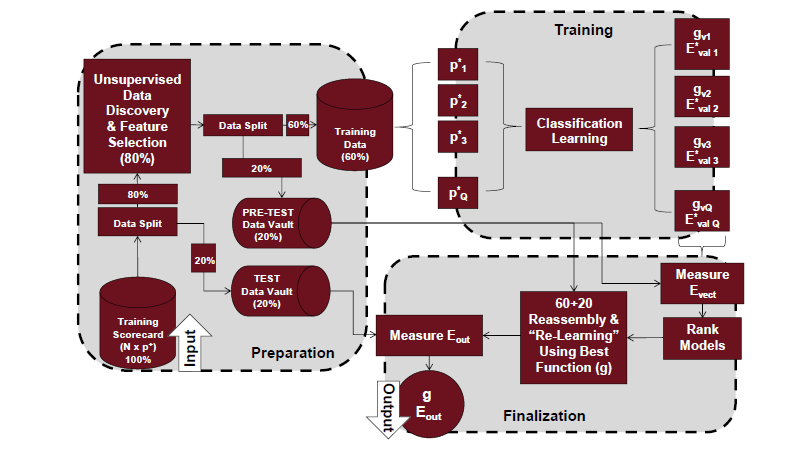 Training
Unsupervised
Data
Discovery
& Feature
Selection
(80%)
Data Split
60%
Training
Data
(60%)
20%
80%
Data Split
20%
PRE-TEST
Data Vault
(20%)
TEST
Data Vault
(20%)
Training
Scorecard
(N x p*)
100%
Input
Preparation
p*1
p*2
p*3
p*Q
Classification
Learning
gv1
E*val 1
gv2
E*val 2
gv3
E*val 3
gvQ
E*val Q
Measure
Evect
Rank
Models
60+20
Reassembly &
“Re-Learning”
Using Best
Function (g)
Measure Eout
g
Eout
Output
Finalization